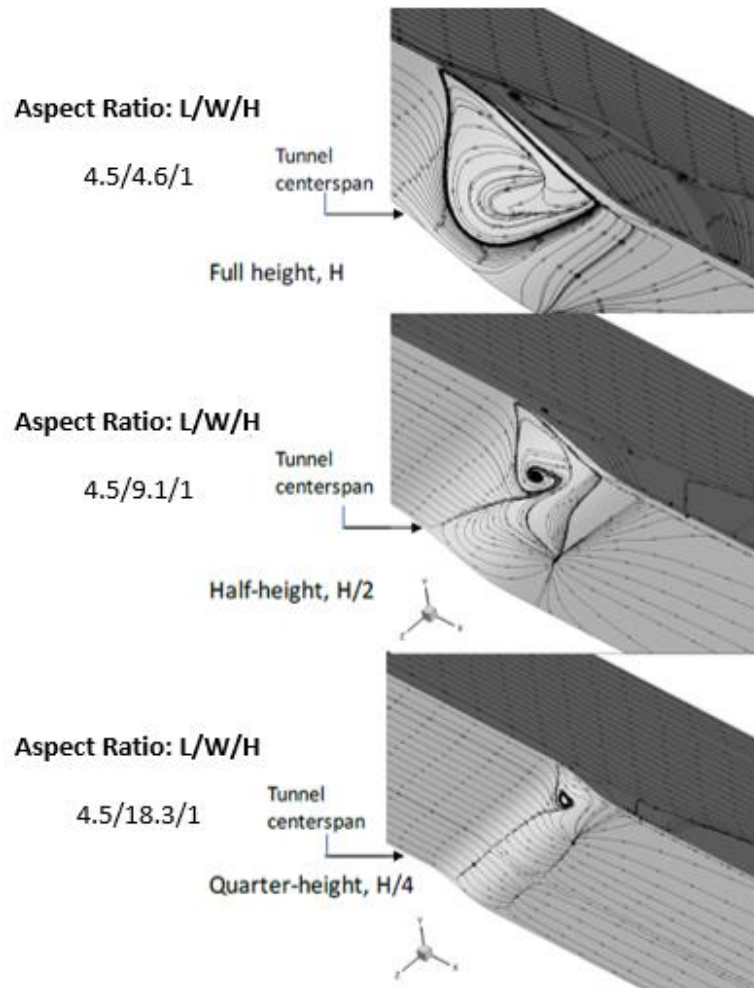 Aspect Ratio: L/W/H
4.5/4.6/1
Tunnel
centerspan
Full height, H
Aspect Ratio: L/W/H
4.5/9.1/1
Tunnel
centerspan
Half-height, H/2
Y
Z
X
Aspect Ratio: L/W/H
4.5/18.3/1
Tunnel
centerspan
Quarter-height, H/4
Y
Z
X